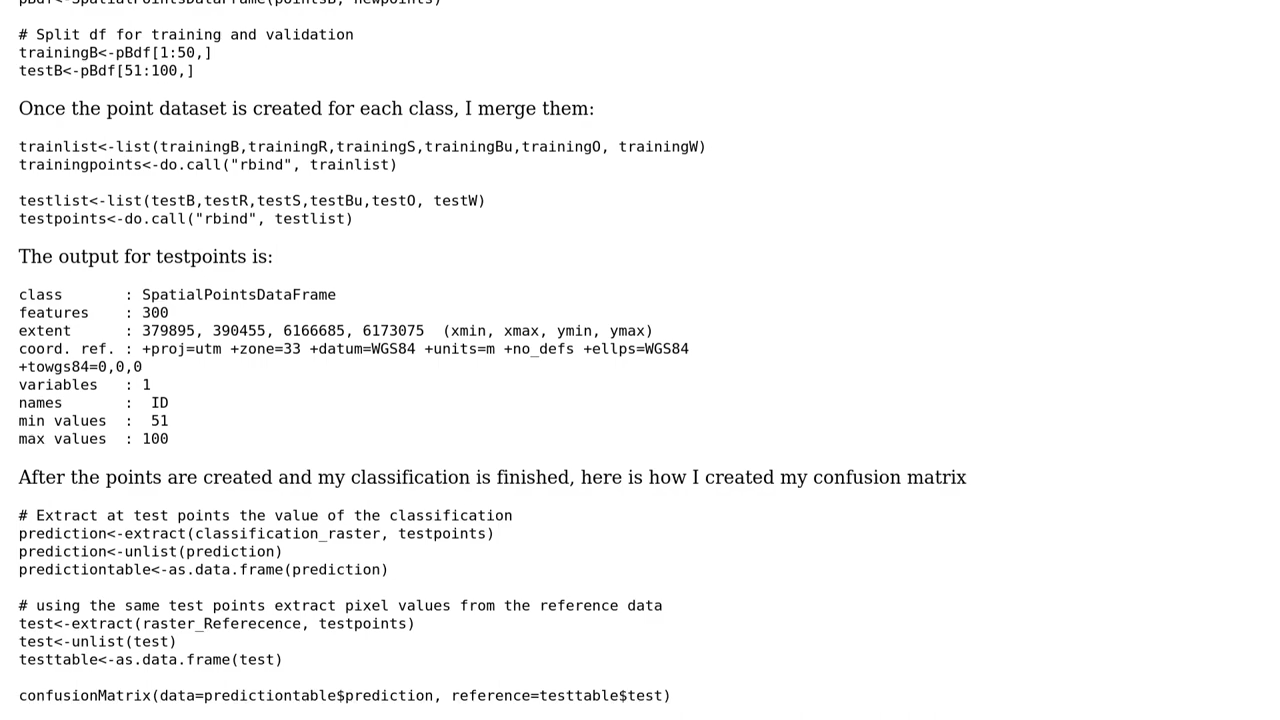 pBdf<-SpatialPointsDataFrame(pointsB, newpoints)
# Split df for training and validation
trainingB<-pBdf[1:50,]
testB<-pBdf[51:100,]
Once the point dataset is created for each class, I merge them:
trainlist<-list(trainingB,trainingR,trainingS,trainingBu,trainingO, trainingW)
trainingpoints<-do.call("rbind", trainlist)
testlist<-list(testB,testR,testS,testBu,testO, testW)
testpoints<-do.call("rbind", testlist)
The output for testpoints is:
class       : SpatialPointsDataFrame
features    : 300
extent      : 379895, 390455, 6166685, 6173075  (xmin, xmax, ymin, ymax)
coord. ref. : +proj=utm +zone=33 +datum=WGS84 +units=m +no_defs +ellps=WGS84
+towgs84=0,0,0
variables   : 1
names       :  ID
min values  :  51
max values  : 100
After the points are created and my classification is finished, here is how I created my confusion matrix
# Extract at test points the value of the classification
prediction<-extract(classification_raster, testpoints)
prediction<-unlist(prediction)
predictiontable<-as.data.frame(prediction)
# using the same test points extract pixel values from the reference data
test<-extract(raster_Referecence, testpoints)
test<-unlist(test)
testtable<-as.data.frame(test)
confusionMatrix(data=predictiontable$prediction, reference=testtable$test)